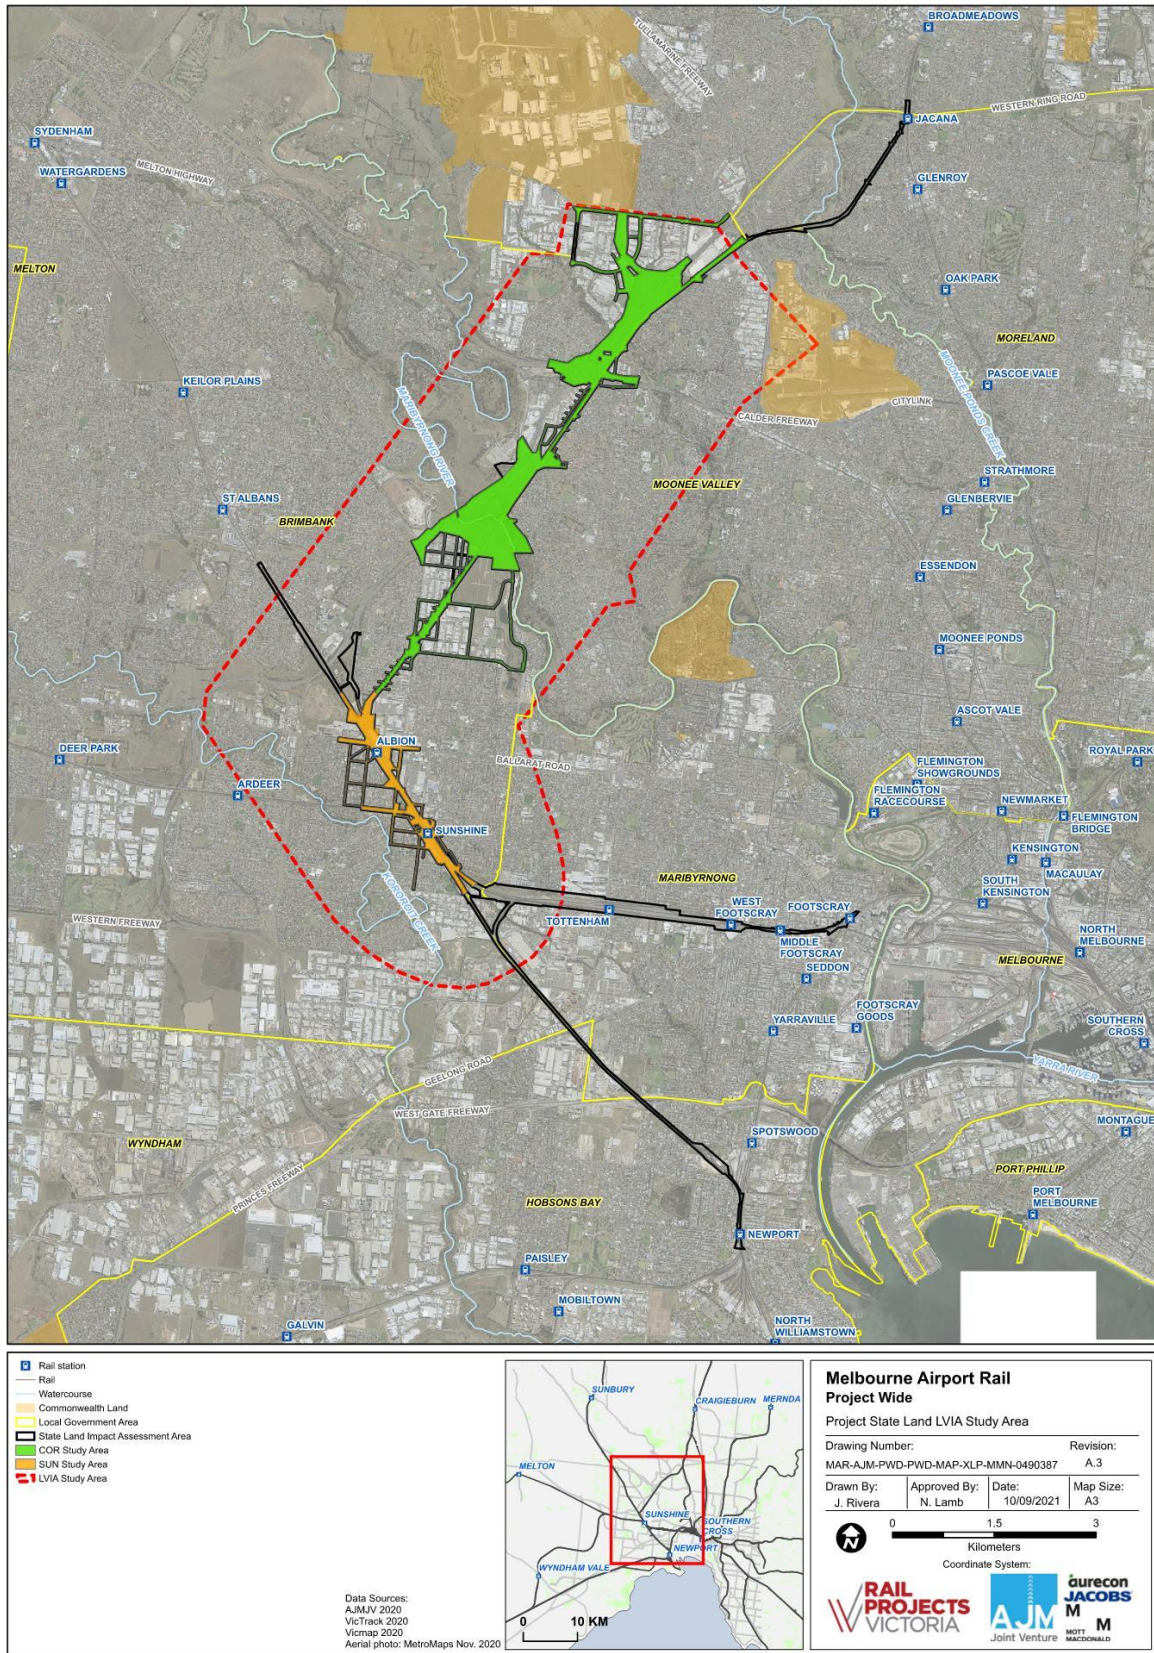 BROADMEADOWS
TULLAMARINE FREEWAY
WESTERN RING ROAD
JACANA
SYDENHAM
MELTON HIGHWAY
WATERGARDENS
GLENROY
MELTON
OAK PARK
MORELAND
MOONEE PONDS CREEK
KEILOR PLAINS
MARIBYRNONG RIVER
PASCOE VALE
CITYLINK
CALDER FREEWAY
STRATHMORE
MOONEE VALLEY
ST ALBANS
GLENBERVIE
BRIMBANK
ESSENDON
MOONEE PONDS
ASCOT VALE
DEER PARK
ALBION
BALLARAT ROAD
ROYAL PARK
FLEMINGTON
SHOWGROUNDS
ARDEER
FLEMINGTON
RACECOURSE
NEWMARKET
FLEMINGTON
BRIDGE
SUNSHINE
KENSINGTON
MACAULAY
MARIBYRNONG
SOUTH
KENSINGTON
KOROROIT CREEK
WESTERN FREEWAY
TOTTENHAM
WEST
FOOTSCRAY
FOOTSCRAY
MIDDLE
FOOTSCRAY
NORTH
MELBOURNE
MELBOURNE
SEDDON
YARRAVILLE
FOOTSCRAY
GOODS
SOUTHERN
CROSS
GEELONG ROAD
YARRA RIVER
WEST GATE FREEWAY
WYNDHAM
SPOTSWOOD
MONTAGUE
PRINCES FREEWAY
PORT PHILLIP
HOBSONS BAY
PORT
MELBOURNE
NEWPORT
PAISLEY
MOBILTOWN
GALVIN
NORTH
WILLIAMSTOWN
Rail station
Rail
Watercourse
Commonwealth Land
Local Government Area
State Land Impact Assessment Area
COR Study Area
SUN Study Area
LVIA Study Area
Data Sources:
AJMJV 2020
VicTrack 2020
Vicmap 2020
Aerial photo: MetroMaps Nov. 2020
SUNBURY
CRAIGIEBURN
MERNDA
MELTON
SUNSHINE
SOUTHERN
CROSS
NEWPORT
WYNDHAM VALE
0 10 KM
Melbourne Airport Rail
Project Wide
Project State Land LVIA Study Area
Drawing Number: Revision:
MAR-AJM-PWD-PWD-MAP-XLP-MMN-0490387 A.3
Drawn By: Approved By: Date: Map Size:
J. Rivera N. Lamb 10/09/2021 A3
N
0 1.5 3
Kilometers
Coordinate System:
RAIL
PROJECTS
VICTORIA
AJM
Joint Venture
aurecon
JACOBS
M
M
MOTT
MACDONALD